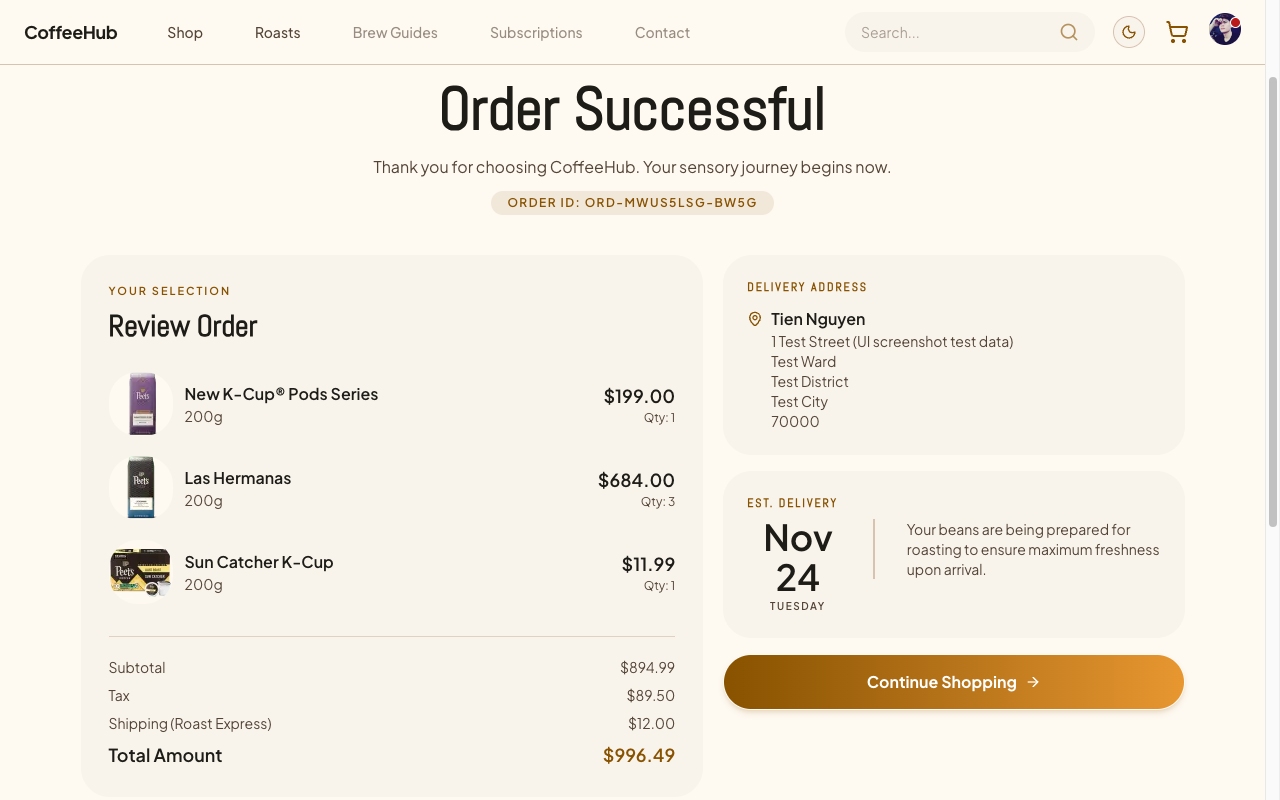 CoffeeHub
Shop
Roasts
Brew Guides
Subscriptions
Contact
Search...
Order Successful
Thank you for choosing CoffeeHub. Your sensory journey begins now.
ORDER ID: ORD-MWUS5LSG-BW5G
YOUR SELECTION
Review Order
Peet's
New K-Cup® Pods Series
200g
$199.00
Qty: 1
Peet's
Las Hermanas
200g
$684.00
Qty: 3
Peet's
SUN CATCHER
Sun Catcher K-Cup
200g
$11.99
Qty: 1
Subtotal
$894.99
Tax
$89.50
Shipping (Roast Express)
$12.00
Total Amount
$996.49
DELIVERY ADDRESS
Tien Nguyen
1 Test Street (UI screenshot test data)
Test Ward
Test District
Test City
70000
EST. DELIVERY
Nov
24
TUESDAY
Your beans are being prepared for
roasting to ensure maximum freshness
upon arrival.
Continue Shopping